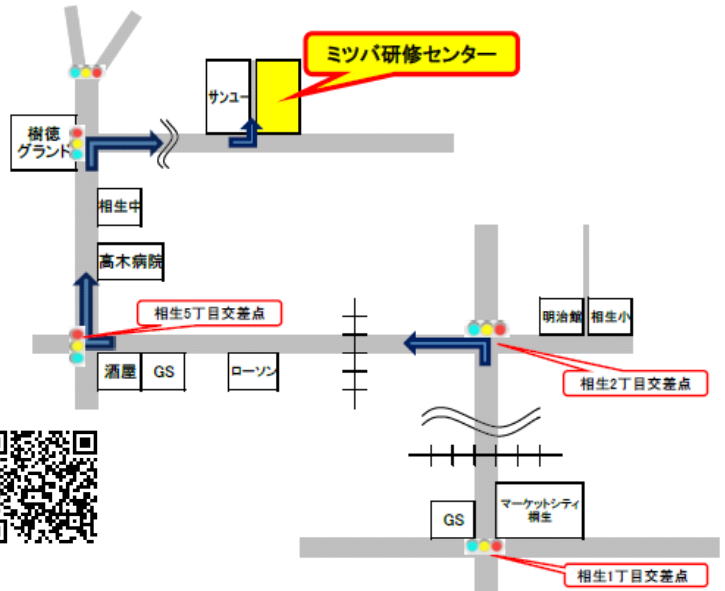 ミツバ研修センター
サンユー
樹徳
グランド
相生中
高木病院
相生5丁目交差点
明治館
相生小
酒屋
GS
ローソン
相生2丁目交差点
マーケットシティ
桐生
GS
相生1丁目交差点